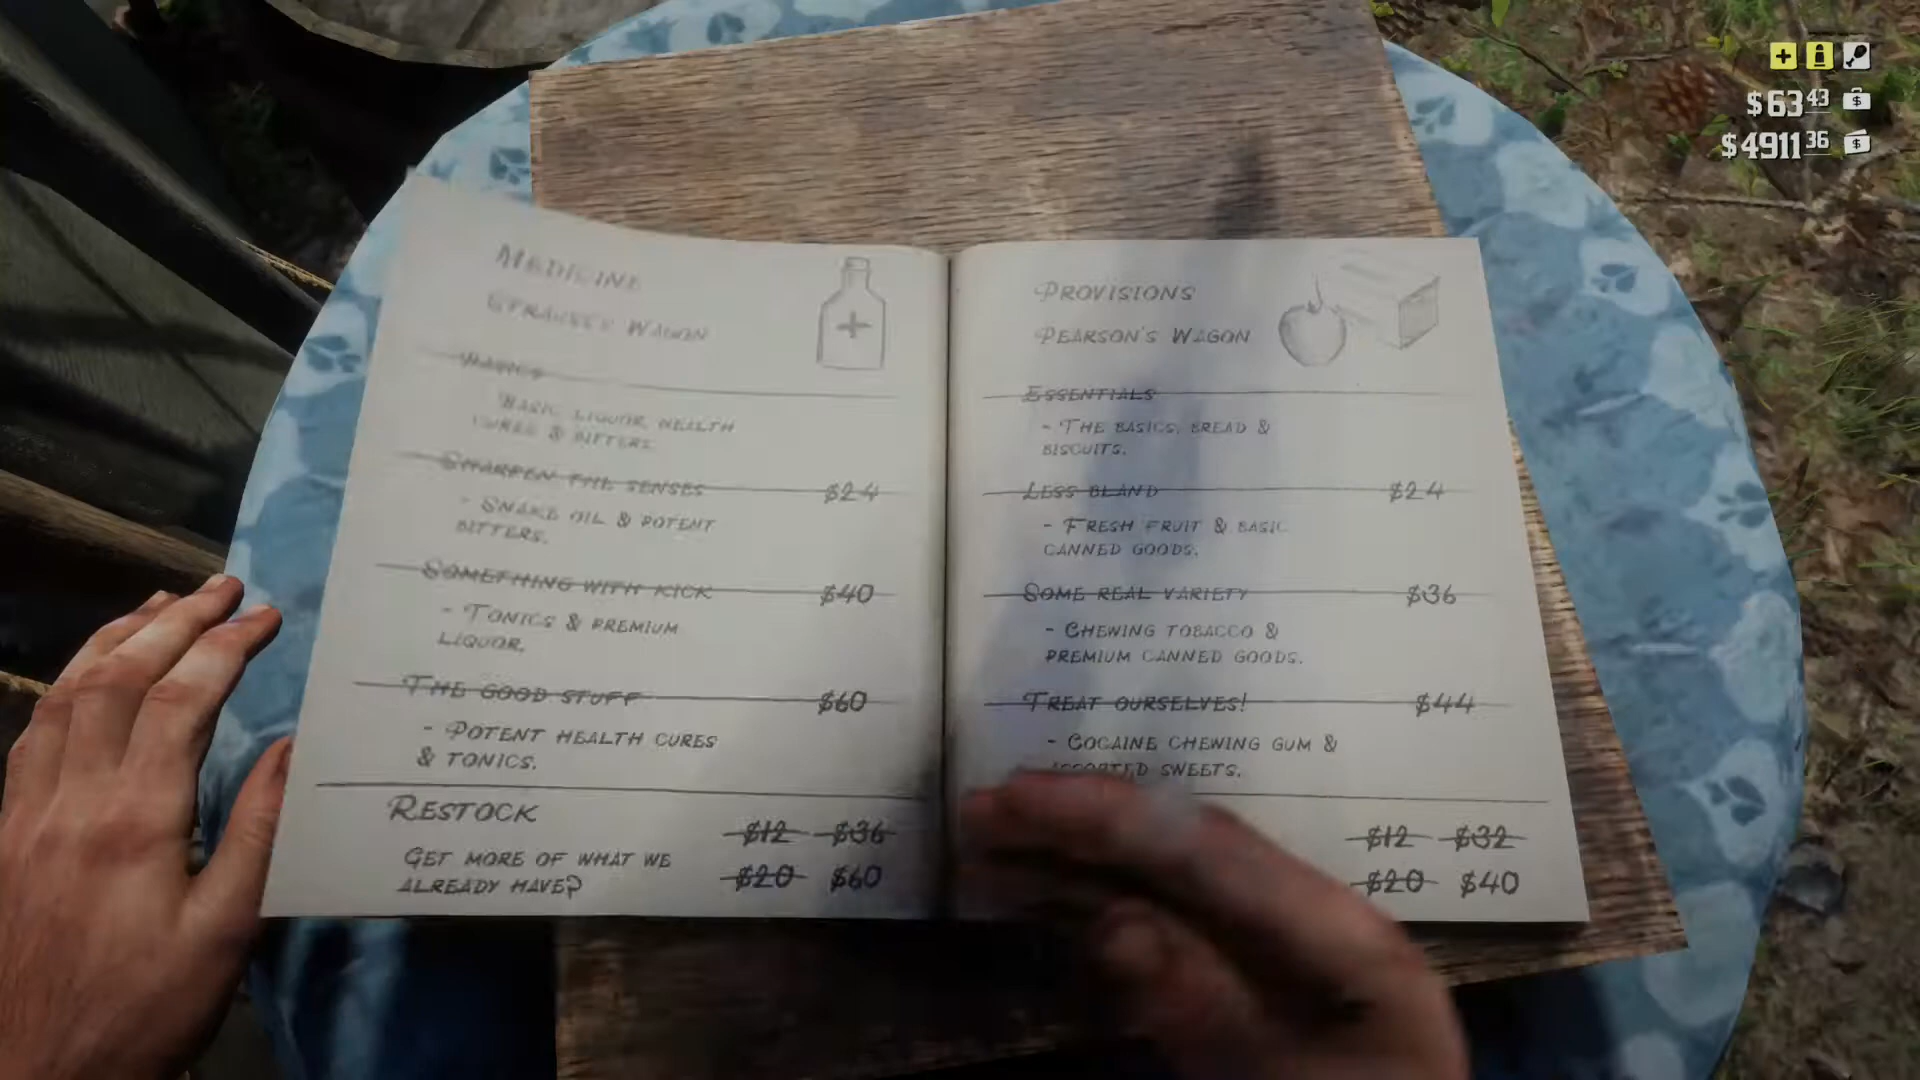 $63 43
$4911 36
MEDICINE
STRAUSS'S WAGON
BASICS
- BASIC LIQUOR, HEALTH
CURES & BITTERS.
SHARPEN THE SENSES $24
- SNAKE OIL & POTENT
BITTERS.
SOMETHING WITH KICK $40
- TONICS & PREMIUM
LIQUOR.
THE GOOD STUFF $60
- POTENT HEALTH CURES
& TONICS.
RESTOCK
$12 $36
GET MORE OF WHAT WE
ALREADY HAVE?
$20 $60
PROVISIONS
PEARSON'S WAGON
ESSENTIALS
- THE BASICS, BREAD &
BISCUITS.
LESS BLAND $24
- FRESH FRUIT & BASIC
CANNED GOODS.
SOME REAL VARIETY $36
- CHEWING TOBACCO &
PREMIUM CANNED GOODS.
TREAT OURSELVES! $44
- COCAINE CHEWING GUM &
ASSORTED SWEETS.
$12 $32
$20 $40